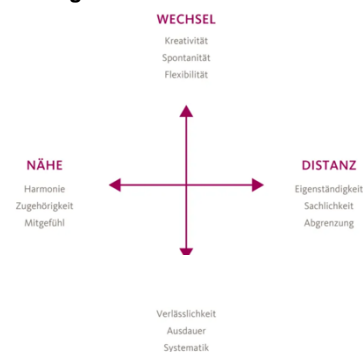 WECHSEL
Kreativität
Spontanität
Flexibilität
NÄHE
Harmonie
Zugehörigkeit
Mitgefühl
DISTANZ
Eigenständigkeit
Sachlichkeit
Abgrenzung
Verlässlichkeit
Ausdauer
Systematik